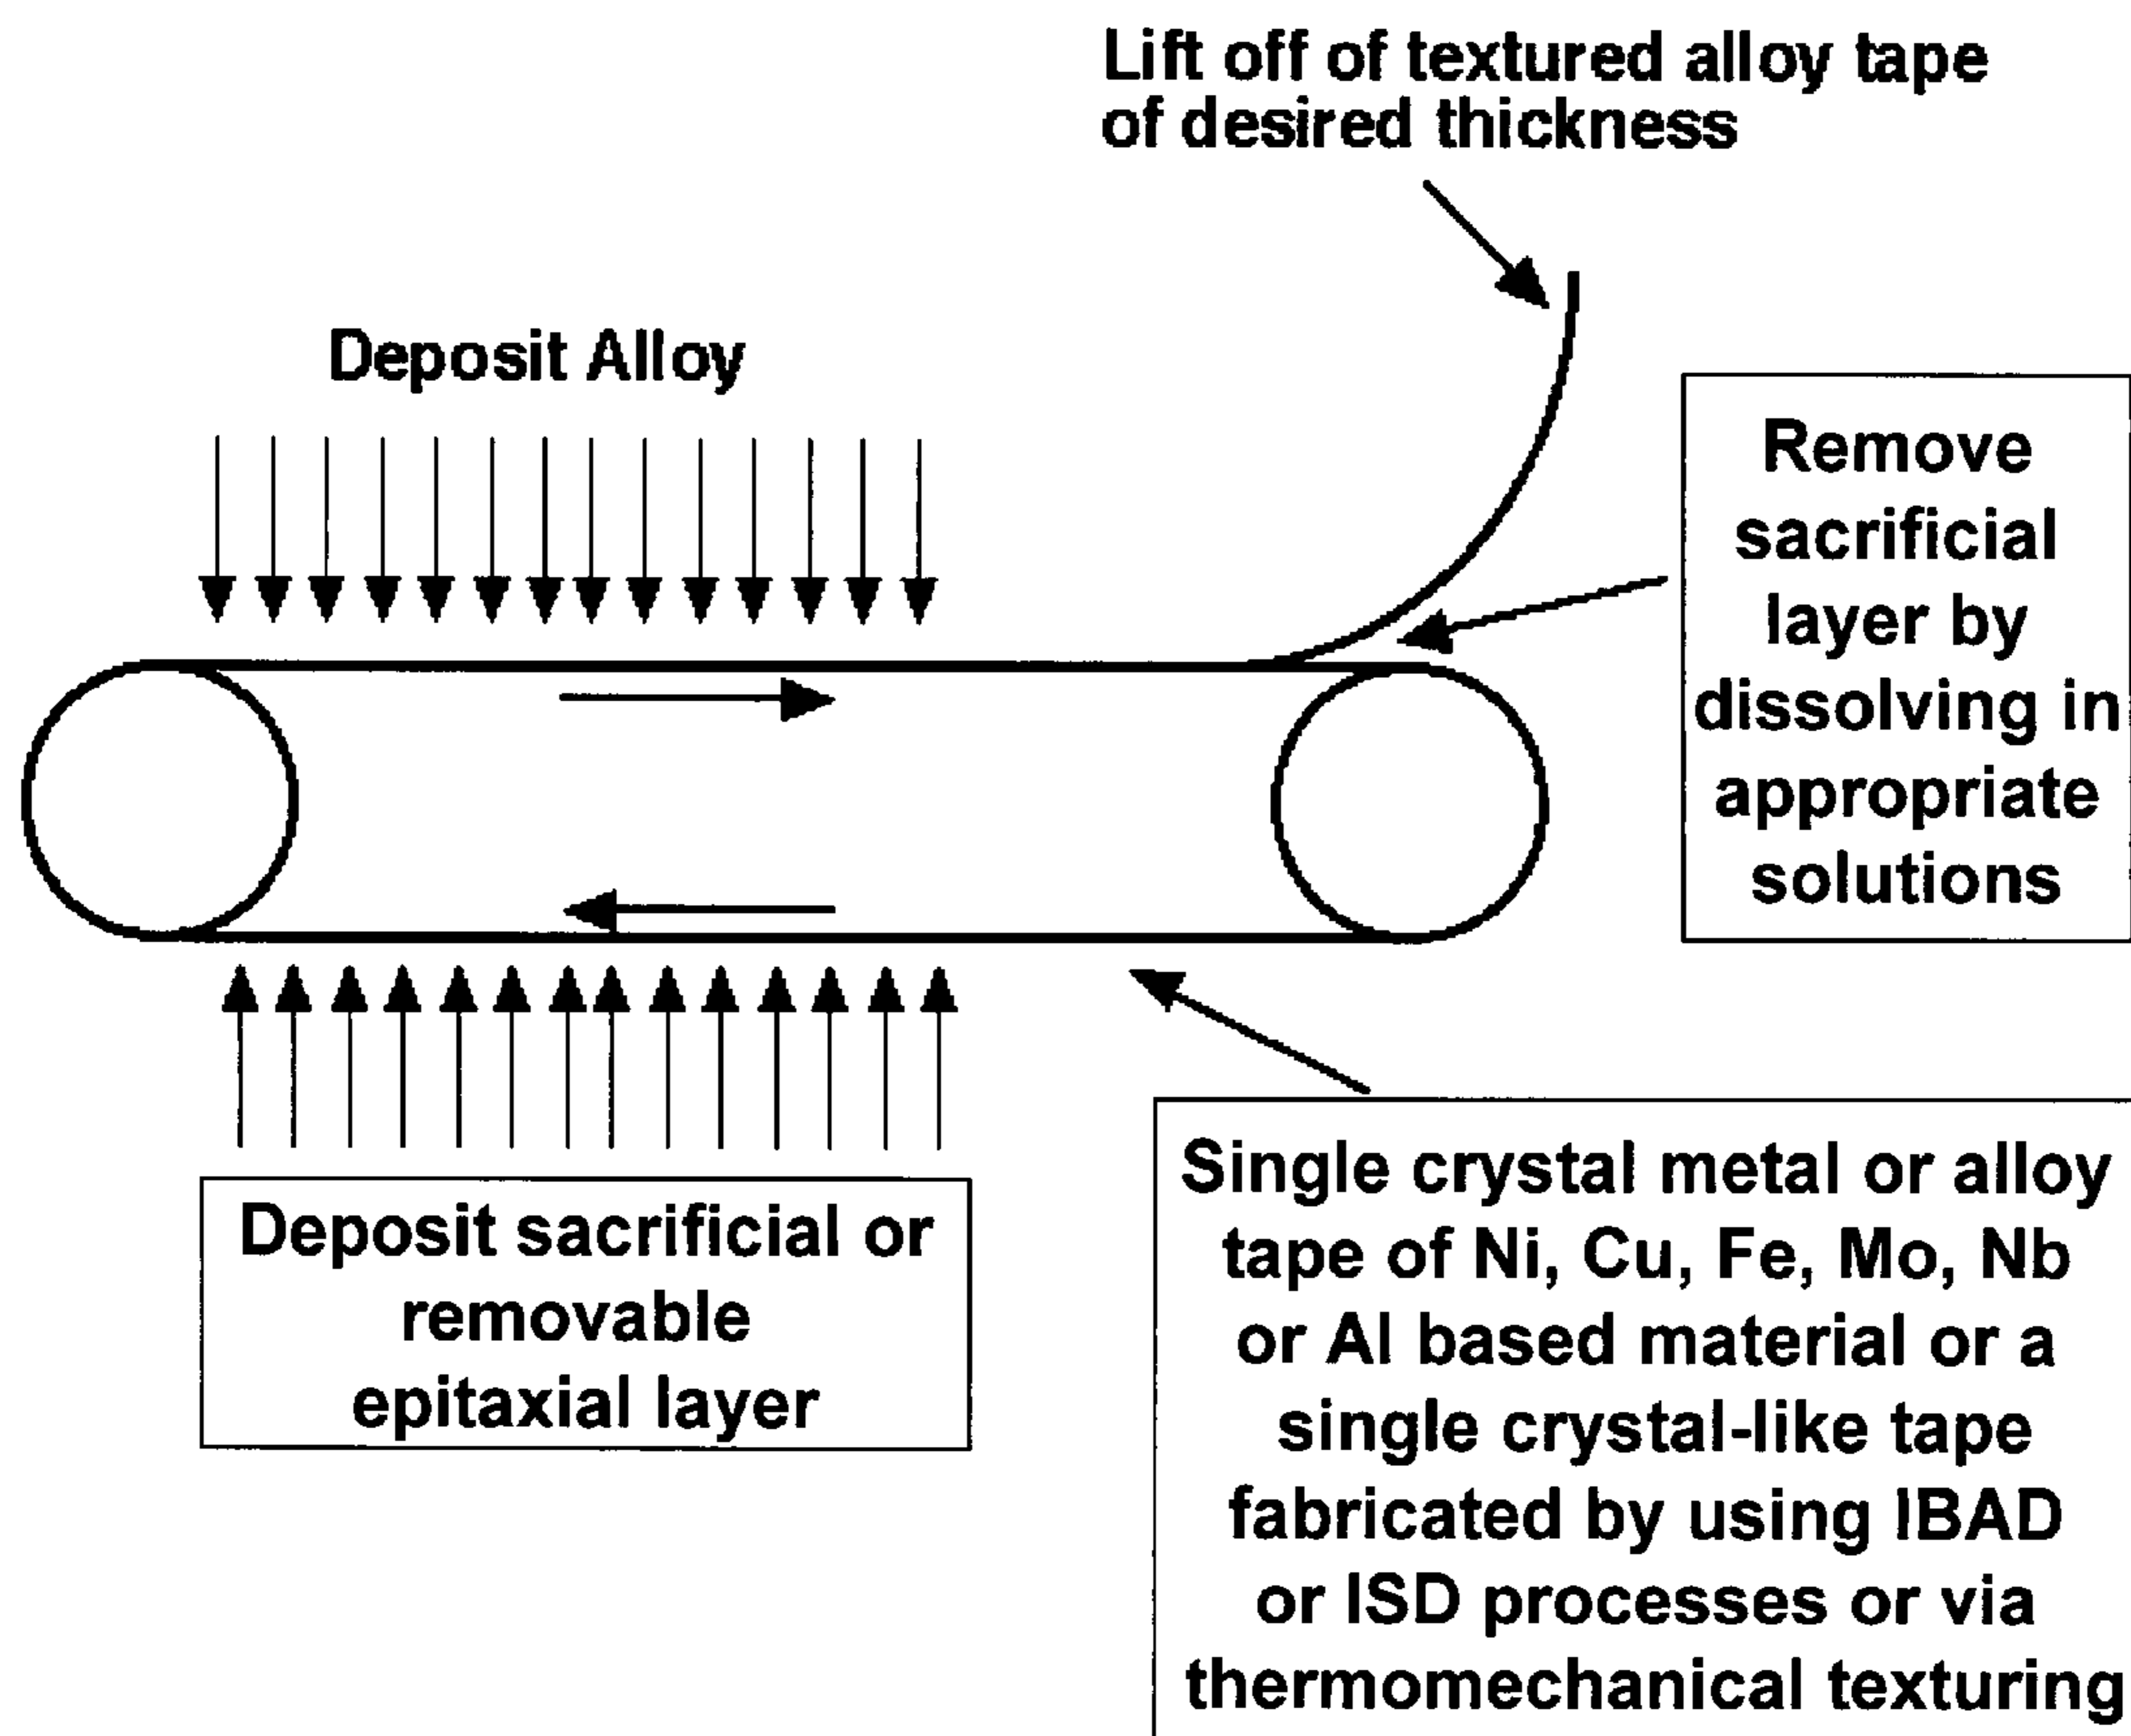 Lift off of textured alloy tape
of desired thickness
Deposit Alloy
Remove
sacrificial
layer by
dissolving in
appropriate
solutions
Deposit sacrificial or
removable
epitaxial layer
Single crystal metal or alloy
tape of Ni, Cu, Fe, Mo, Nb
or Al based material or a
single crystal-like tape
fabricated by using IBAD
or ISD processes or via
thermomechanical texturing